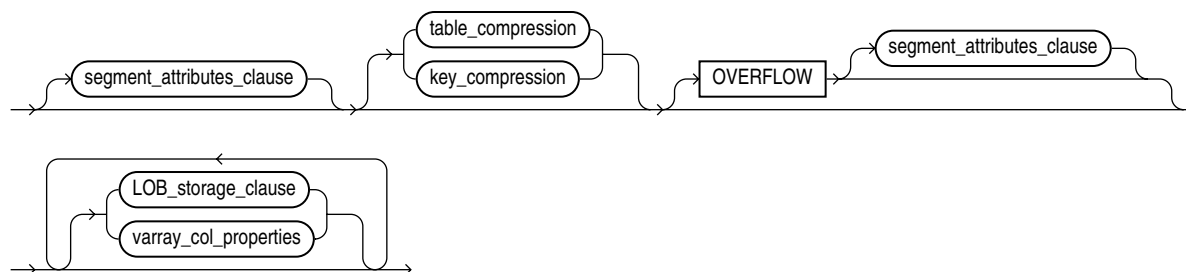 table_compression
segment_attributes_clause
segment_attributes_clause
key_compression
OVERFLOW
LOB_storage_clause
varray_col_properties